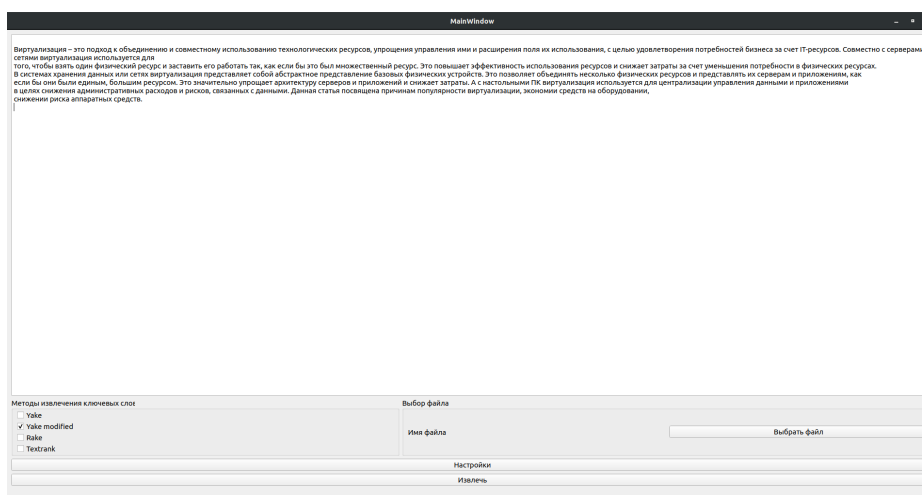 MainWindow
Виртуализация – это подход к объединению и совместному использованию технологических ресурсов, упрощения управления ими и расширения поля их использования, с целью удовлетворения потребностей бизнеса за счет IT-ресурсов. Совместно с серверами
сетями виртуализация используется для
того, чтобы взять один физический ресурс и заставить его работать так, как если бы это был множественный ресурс. Это повышает эффективность использования ресурсов и снижает затраты за счет уменьшения потребности в физических ресурсах.
В системах хранения данных или сетях виртуализация представляет собой абстрактное представление базовых физических устройств. Это позволяет объединять несколько физических ресурсов и представлять их серверам и приложениям, как
если бы они были единым, большим ресурсом. Это значительно упрощает архитектуру серверов и приложений и снижает затраты. А с настольными ПК виртуализация используется для централизации управления данными и приложениями
в целях снижения административных расходов и рисков, связанных с данными. Данная статья посвящена причинам популярности виртуализации, экономии средств на оборудовании,
снижении риска аппаратных средств.
Методы извлечения ключевых слов
Yake
Yake modified
Rake
Textrank
Выбор файла
Имя файла
Выбрать файл
Настройки
Извлечь